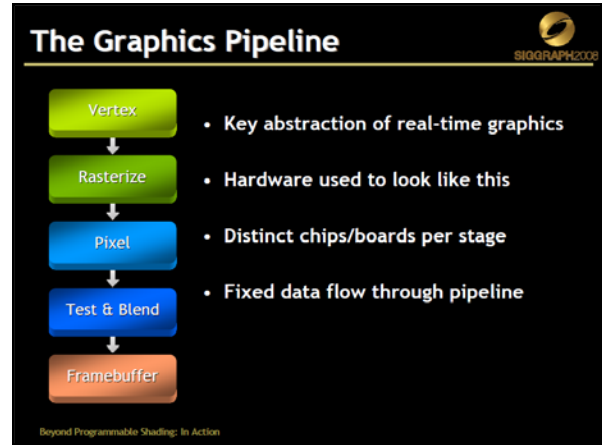 The Graphics Pipeline
SIGGRAPH2008
Vertex
Rasterize
Pixel
Test & Blend
Framebuffer
• Key abstraction of real-time graphics
• Hardware used to look like this
• Distinct chips/boards per stage
• Fixed data flow through pipeline
Beyond Programmable Shading: In Action